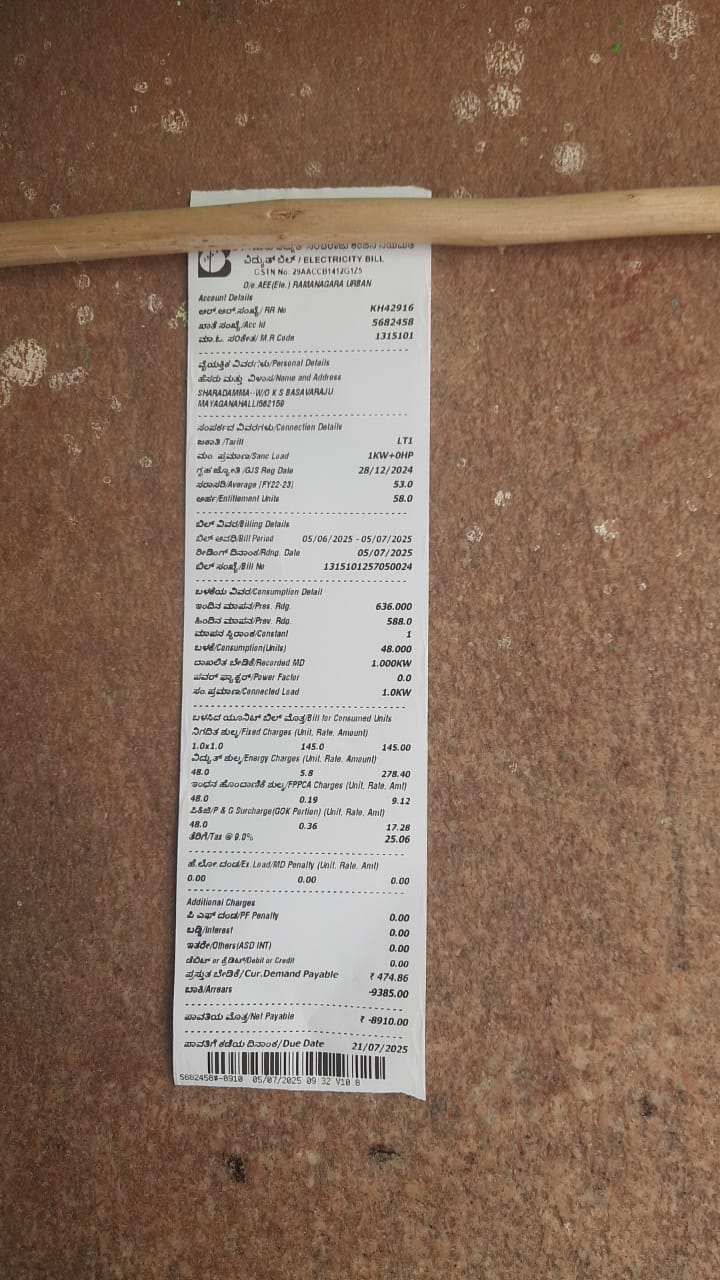 ವಿದ್ಯುತ್ ಬಿಲ್ / ELECTRICITY BILL
GSTN No: 29AACCB1412G1Z5
O/o.AEE(Ele.) RAMANAGARA URBAN
Account Details
ಆರ್.ಆರ್.ಸಂಖ್ಯೆ/ RR No KH42916
ಖಾತೆ ಸಂಖ್ಯೆ/Acc Id 5682458
ಮಾ.ಓ. ಸಂಕೇತ/ M.R Code 1315101
ವೈಯಕ್ತಿಕ ವಿವರಗಳು/Personal Details
ಹೆಸರು ಮತ್ತು ವಿಳಾಸ/Name and Address
SHARADAMMA--W/O K S BASAVARAJU
MAYAGANAHALLI562159
ಸಂಪರ್ಕದ ವಿವರಗಳು/Connection Details
ಜಕಾತಿ/Tariff LT1
ಮಂ. ಪ್ರಮಾಣ/Sanc Load 1KW+0HP
ಗೃಹ ಜ್ಯೋತಿ /GJS Reg Date 28/12/2024
ಸರಾಸರಿ/Average (FY22-23) 53.0
ಅರ್ಹ/Entitlement Units 58.0
ಬಿಲ್ ವಿವರ/Billing Details
ಬಿಲ್ ಅವಧಿ/Bill Period 05/06/2025 - 05/07/2025
ರೀಡಿಂಗ್ ದಿನಾಂಕ/Rdng. Date 05/07/2025
ಬಿಲ್ ಸಂಖ್ಯೆ/Bill No 1315101257050024
ಬಳಕೆಯ ವಿವರ/Consumption Detail
ಇಂದಿನ ಮಾಪನ/Pres. Rdg. 636.000
ಹಿಂದಿನ ಮಾಪನ/Prev. Rdg. 588.0
ಮಾಪನ ಸ್ಥಿರಾಂಕ/Constant 1
ಬಳಕೆ/Consumption(Units) 48.000
ದಾಖಲಿತ ಬೇಡಿಕೆ/Recorded MD 1.000KW
ಪವರ್ ಫ್ಯಾಕ್ಟರ್/Power Factor 0.0
ಸಂ.ಪ್ರಮಾಣ/Connected Load 1.0KW
ಬಳಸಿದ ಯೂನಿಟ್ ಬಿಲ್ ಮೊತ್ತ/Bill for Consumed Units
ನಿಗದಿತ ಶುಲ್ಕ/Fixed Charges (Unit, Rate, Amount)
1.0x1.0 145.0 145.00
ವಿದ್ಯುತ್ ಶುಲ್ಕ/Energy Charges (Unit, Rate, Amount)
48.0 5.8 278.40
ಇಂಧನ ಹೊಂದಾಣಿಕೆ ಶುಲ್ಕ/FPPCA Charges (Unit, Rate, Amt)
48.0 0.19 9.12
ಪಿ&ಜಿ/P & G Surcharge(GOK Portion) (Unit, Rate, Amt)
48.0 0.36 17.28
ತೆರಿಗೆ/Tax @ 9.0% 25.06
ಹೆ.ಲೋ.ದಂಡ/Ex.Load/MD Penalty (Unit, Rate, Amt)
0.00 0.00 0.00
Additional Charges
ಪಿ ಎಫ್ ದಂಡ/PF Penalty 0.00
ಬಡ್ಡಿ/Interest 0.00
ಇತರೇ/Others(ASD INT) 0.00
ಡೆಬಿಟ್ or ಕ್ರೆಡಿಟ್/Debit or Credit 0.00
ಪ್ರಸ್ತುತ ಬೇಡಿಕೆ/Cur.Demand Payable ₹ 474.86
ಬಾಕಿ/Arrears -9385.00
ಪಾವತಿಯ ಮೊತ್ತ/Net Payable ₹ -8910.00
ಪಾವತಿಗೆ ಕಡೆಯ ದಿನಾಂಕ/Due Date 21/07/2025
5682458#-8910 05/07/2025 09 32 V10 8